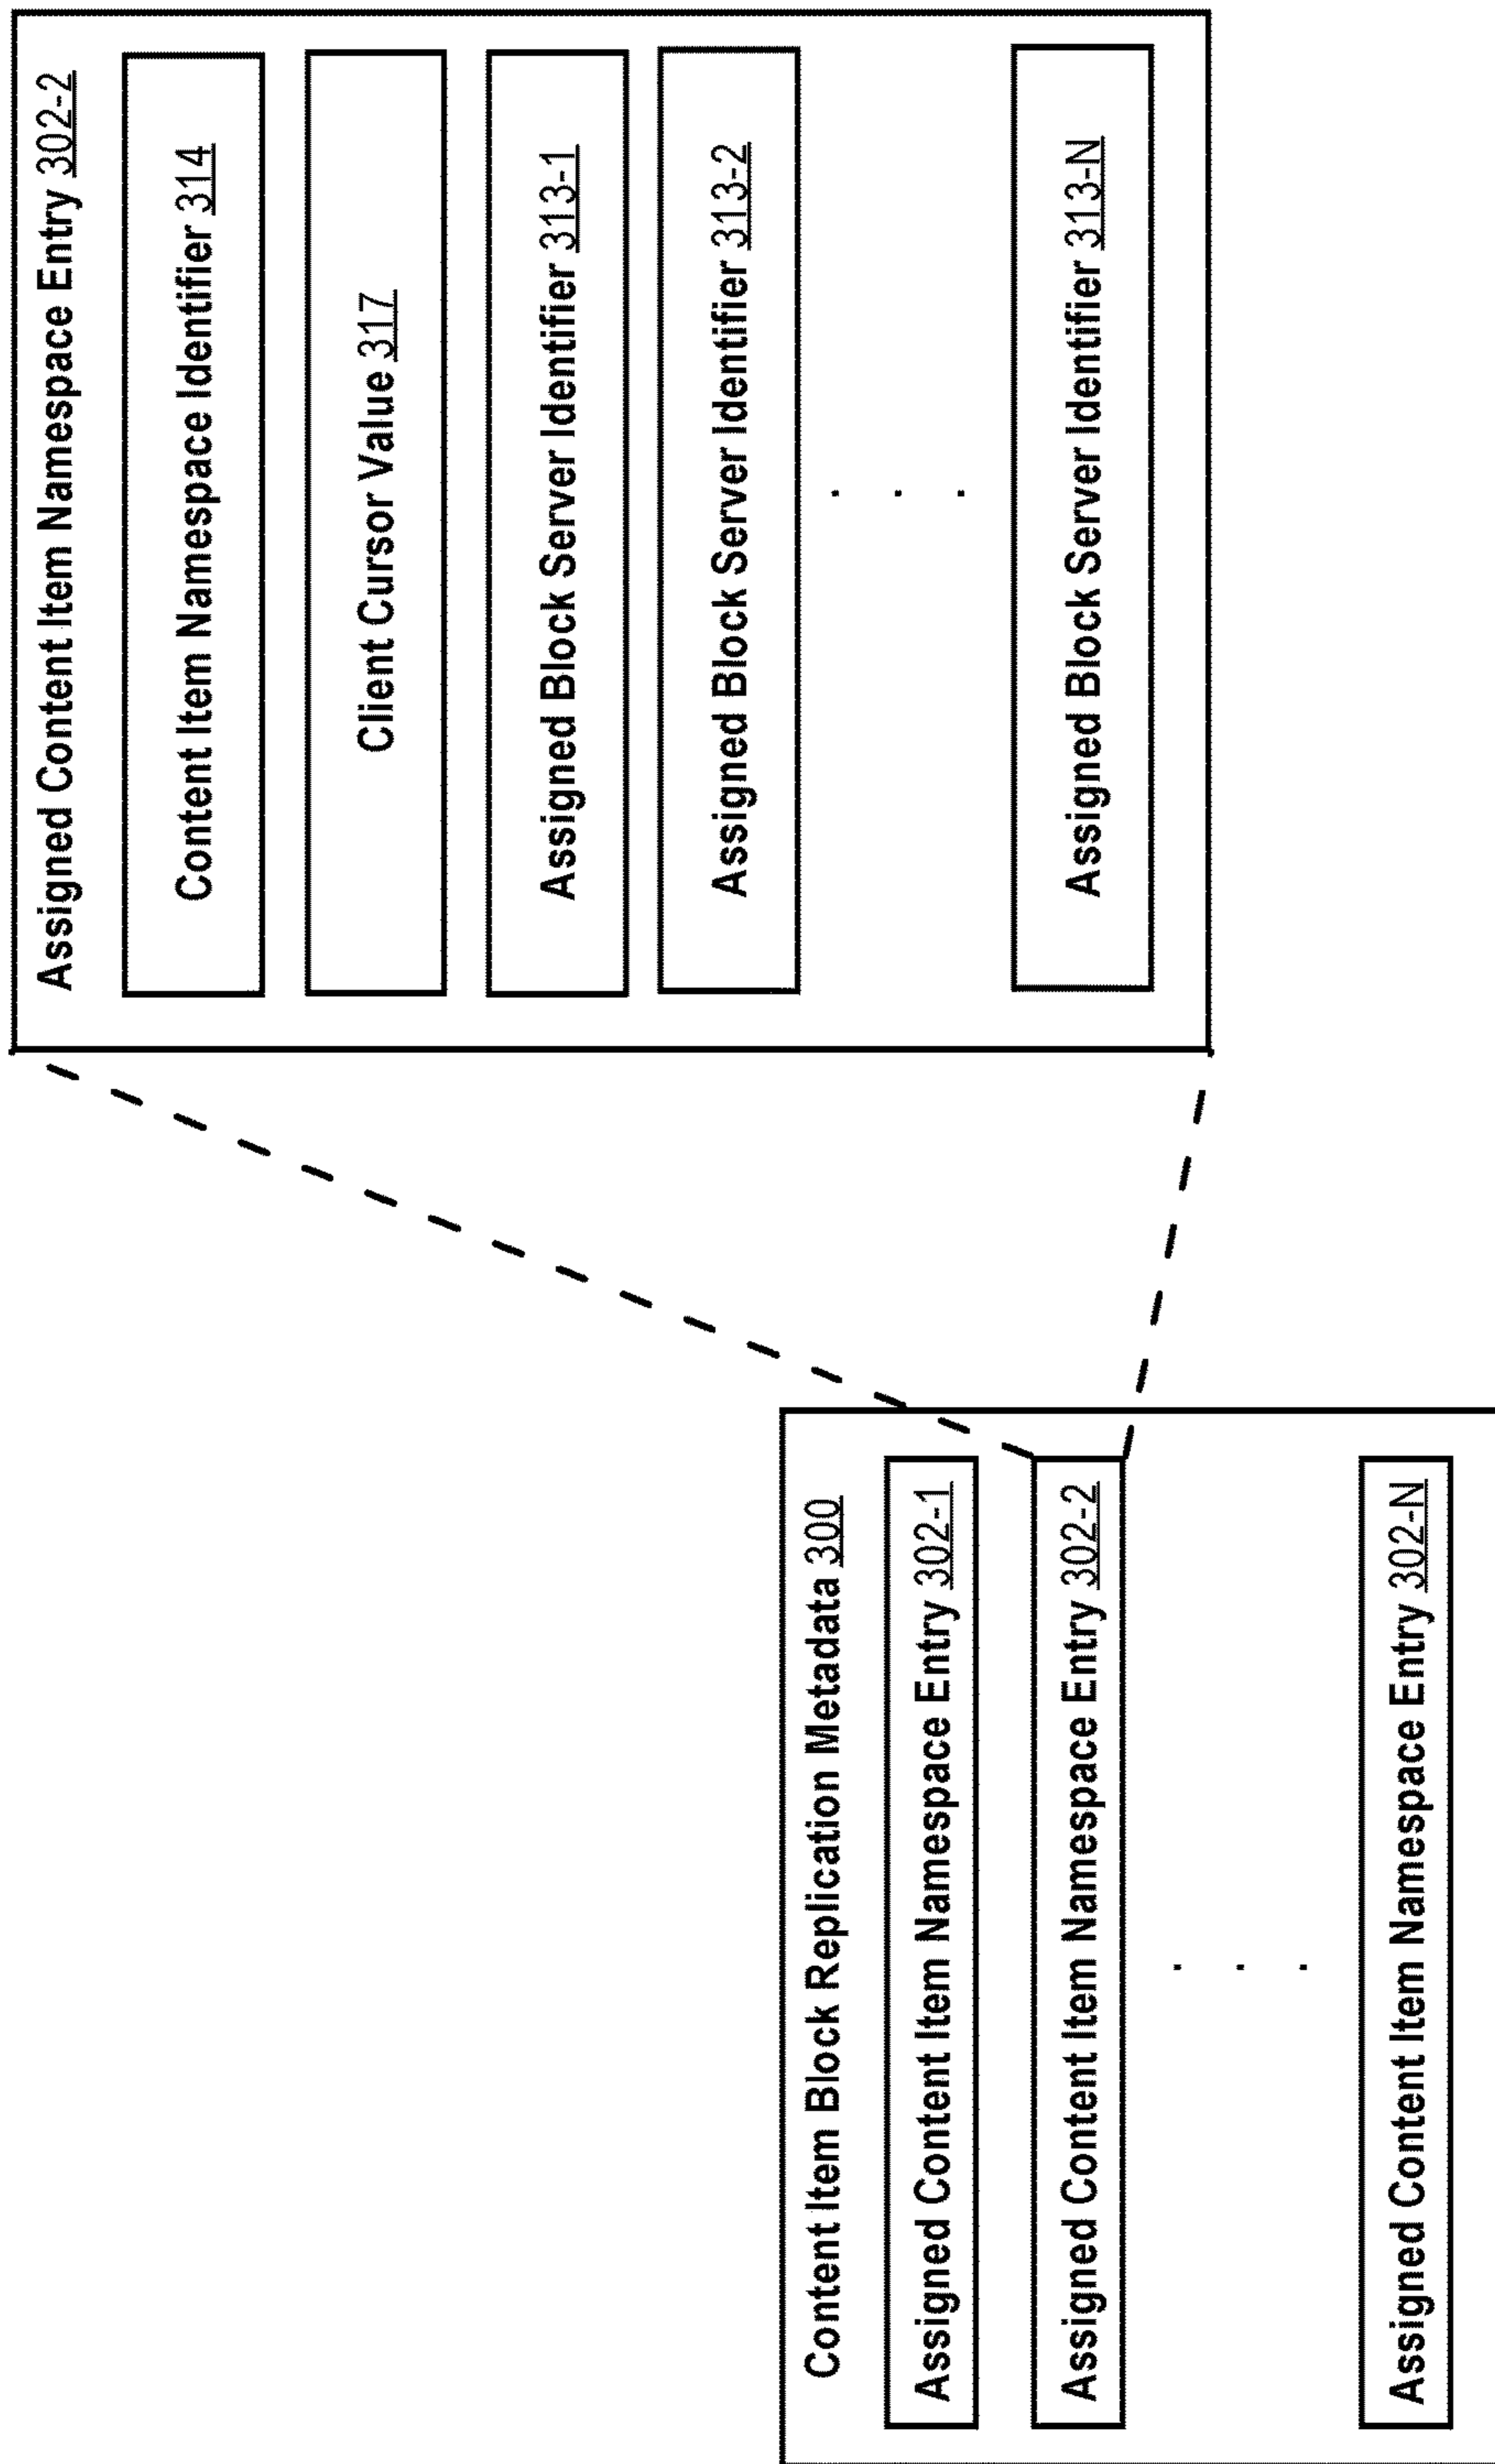 Content Item Block Replication Metadata 300
Assigned Content Item Namespace Entry 302-1
Assigned Content Item Namespace Entry 302-2
. . .
Assigned Content Item Namespace Entry 302-N
Assigned Content Item Namespace Entry 302-2
Content Item Namespace Identifier 314
Client Cursor Value 317
Assigned Block Server Identifier 313-1
Assigned Block Server Identifier 313-2
. . .
Assigned Block Server Identifier 313-N